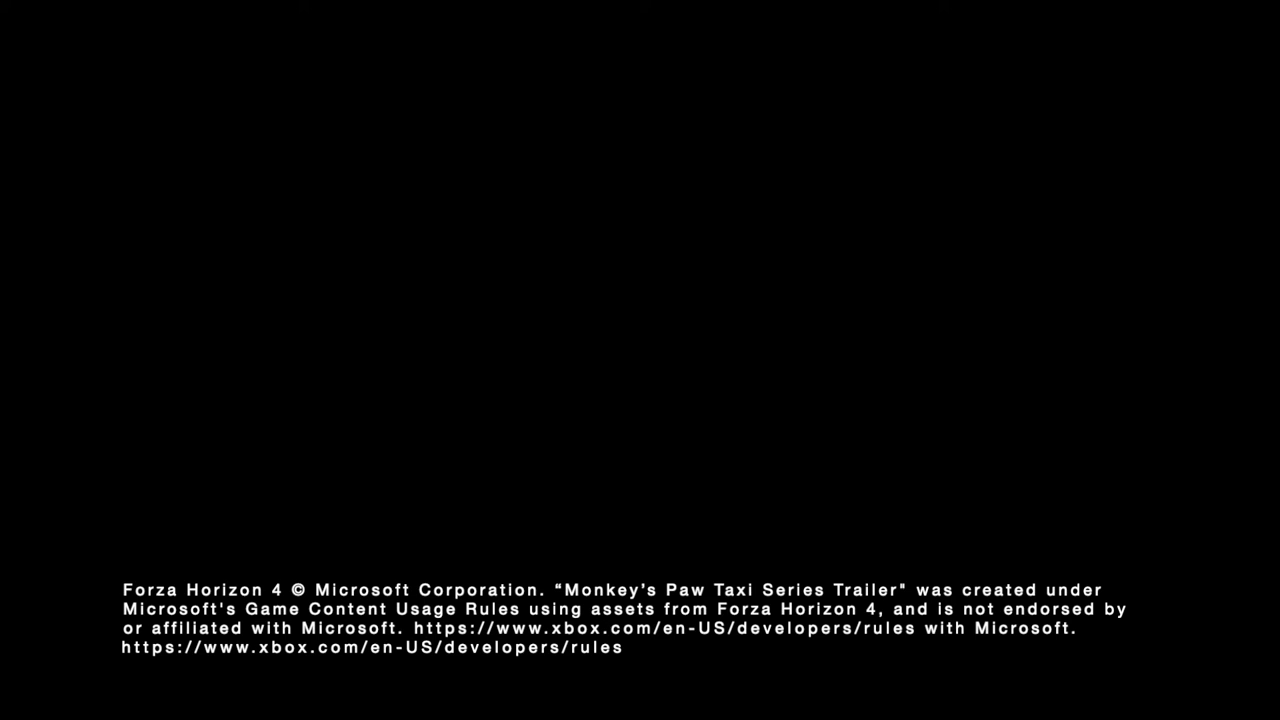 Forza Horizon 4 © Microsoft Corporation. “Monkey’s Paw Taxi Series Trailer" was created under
Microsoft's Game Content Usage Rules using assets from Forza Horizon 4, and is not endorsed by
or affiliated with Microsoft. https://www.xbox.com/en-US/developers/rules with Microsoft.
https://www.xbox.com/en-US/developers/rules